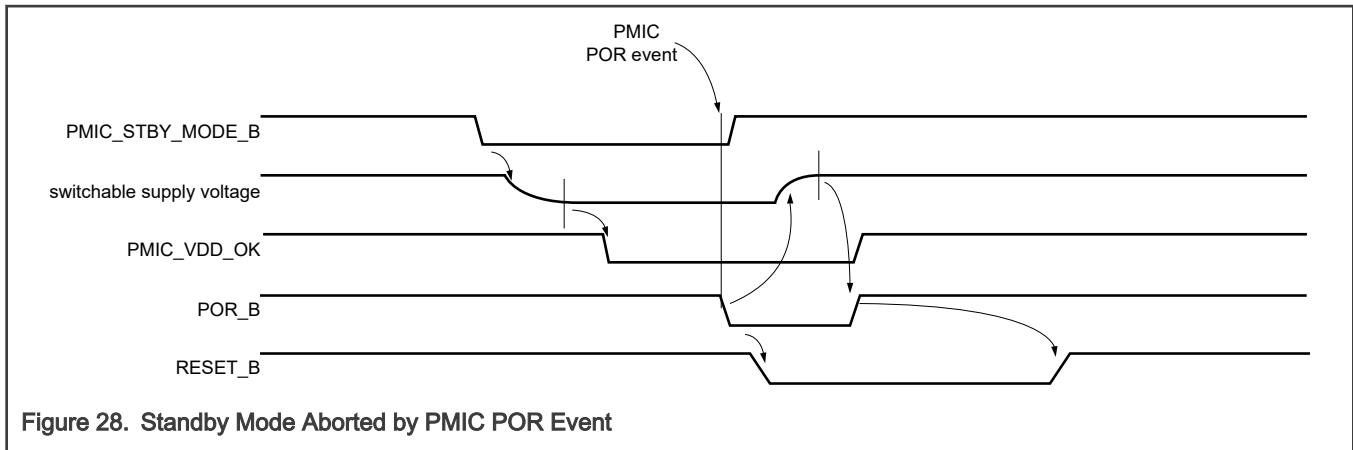 PMIC
POR event
PMIC_STBY_MODE_B
switchable supply voltage
PMIC_VDD_OK
POR_B
RESET_B
Figure 28. Standby Mode Aborted by PMIC POR Event